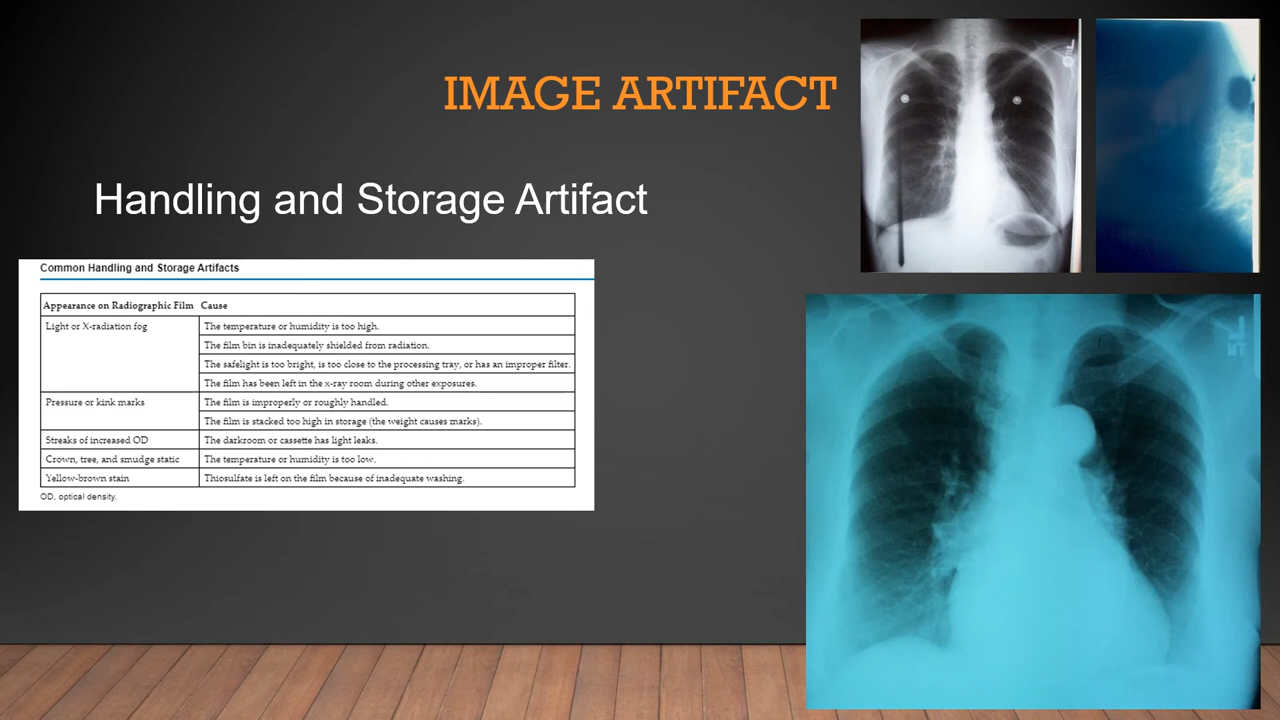 IMAGE ARTIFACT
Handling and Storage Artifact
Common Handling and Storage Artifacts
Appearance on Radiographic Film Cause
Light or X-radiation fog The temperature or humidity is too high.
The film bin is inadequately shielded from radiation.
The safelight is too bright, is too close to the processing tray, or has an improper filter.
The film has been left in the x-ray room during other exposures.
Pressure or kink marks The film is improperly or roughly handled.
The film is stacked too high in storage (the weight causes marks).
Streaks of increased OD The darkroom or cassette has light leaks.
Crown, tree, and smudge static The temperature or humidity is too low.
Yellow-brown stain Thiosulfate is left on the film because of inadequate washing.
OD, optical density.